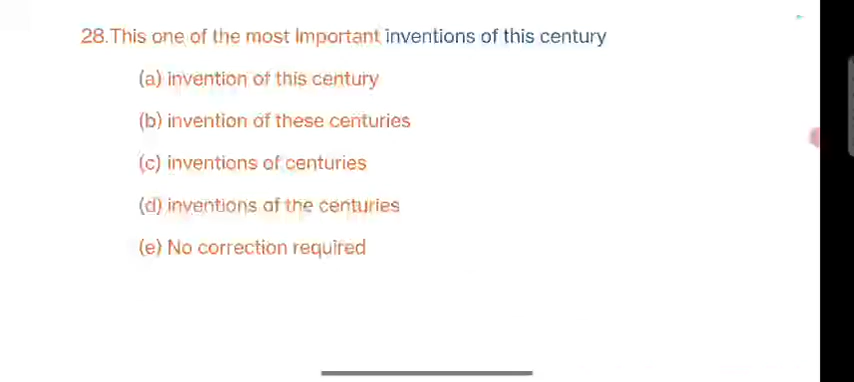 28.This one of the most Important inventions of this century
(a) invention of this century
(b) invention of these centuries
(c) inventions of centuries
(d) inventions of the centuries
(e) No correction required